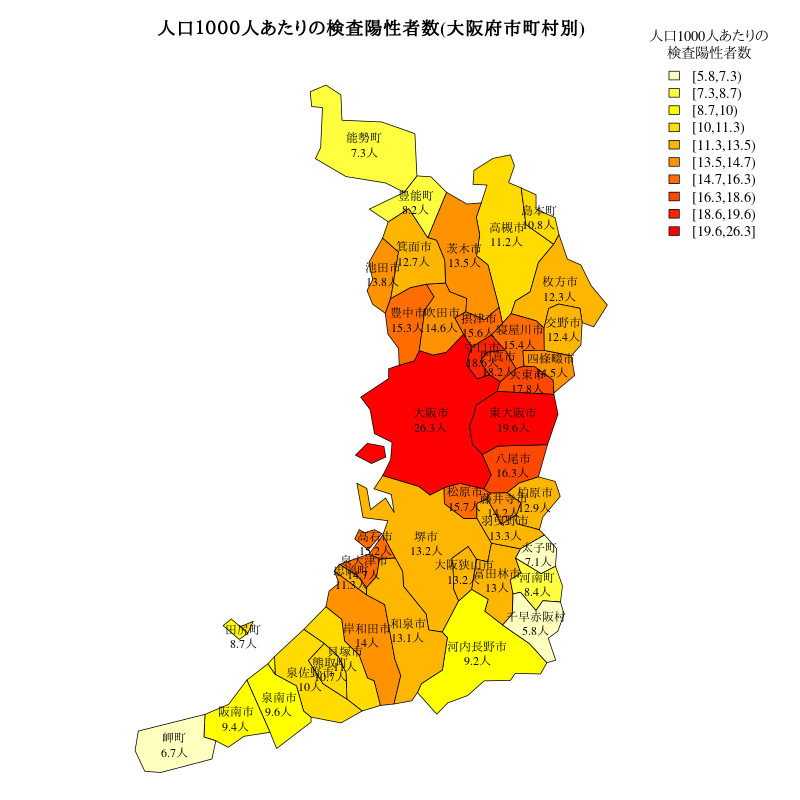 人口1000人あたりの検査陽性者数(大阪府市町村別)
人口1000人あたりの
検査陽性者数
[5.8,7.3)
[7.3,8.7)
[8.7,10)
[10,11.3)
[11.3,13.5)
[13.5,14.7)
[14.7,16.3)
[16.3,18.6)
[18.6,19.6)
[19.6,26.3]
能勢町
7.3人
豊能町
8.2人
島本町
10.8人
高槻市
11.2人
箕面市
12.7人
茨木市
13.5人
池田市
13.8人
枚方市
12.3人
豊中市
15.3人
吹田市
14.6人
摂津市
15.6人
寝屋川市
15.4人
交野市
12.4人
守口市
18.6人
門真市
18.2人
四條畷市
14.5人
大東市
17.8人
大阪市
26.3人
東大阪市
19.6人
八尾市
16.3人
松原市
15.7人
藤井寺市
14.2人
柏原市
12.9人
羽曳野市
13.3人
高石市
15.2人
堺市
13.2人
太子町
7.1人
泉大津市
14.7人
忠岡町
11.3人
大阪狭山市
13.2人
富田林市
13人
河南町
8.4人
千早赤阪村
5.8人
田尻町
8.7人
岸和田市
14人
和泉市
13.1人
河内長野市
9.2人
貝塚市
11人
熊取町
10.7人
泉佐野市
10人
泉南市
9.6人
阪南市
9.4人
岬町
6.7人